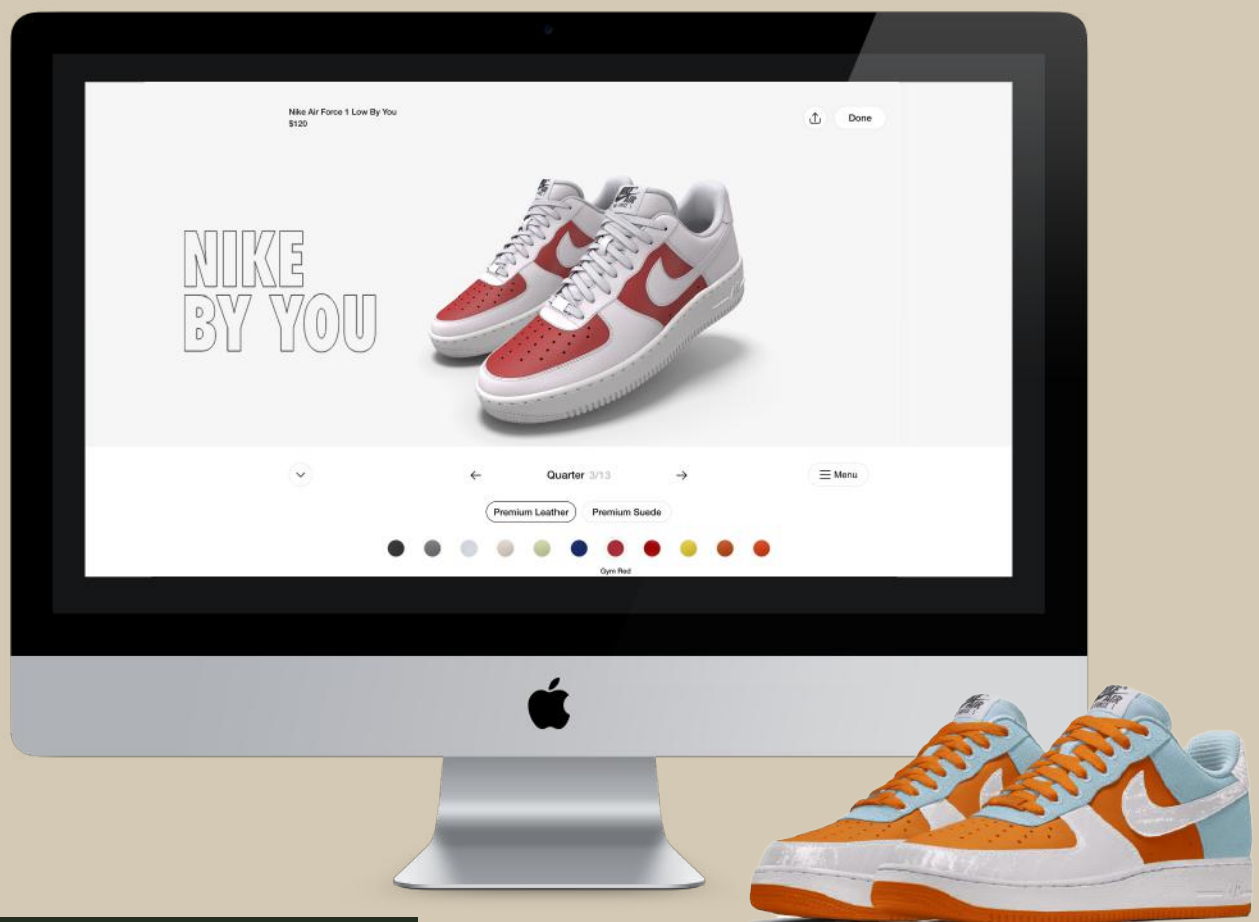 Nike Air Force 1 Low By You
$120
Done
NIKE
BY YOU
Quarter 3/13
Menu
Premium Leather
Premium Suede
Gym Red